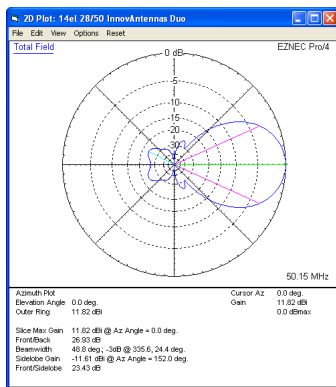 2D Plot: 14el 28/50 InnovAntennas Duo
File Edit View Options Reset
Total Field
EZNEC Pro/4
0 dB
-5
-10
-15
-20
-30
50.15 MHz
Azimuth Plot
Elevation Angle 0.0 deg.
Outer Ring 11.82 dBi
Cursor Az 0.0 deg.
Gain 11.82 dBi
0.0 dBmax
Slice Max Gain 11.82 dBi @ Az Angle = 0.0 deg.
Front/Back 26.93 dB
Beamwidth 48.8 deg.; -3dB @ 335.6, 24.4 deg.
Sidelobe Gain -11.61 dBi @ Az Angle = 152.0 deg.
Front/Sidelobe 23.43 dB